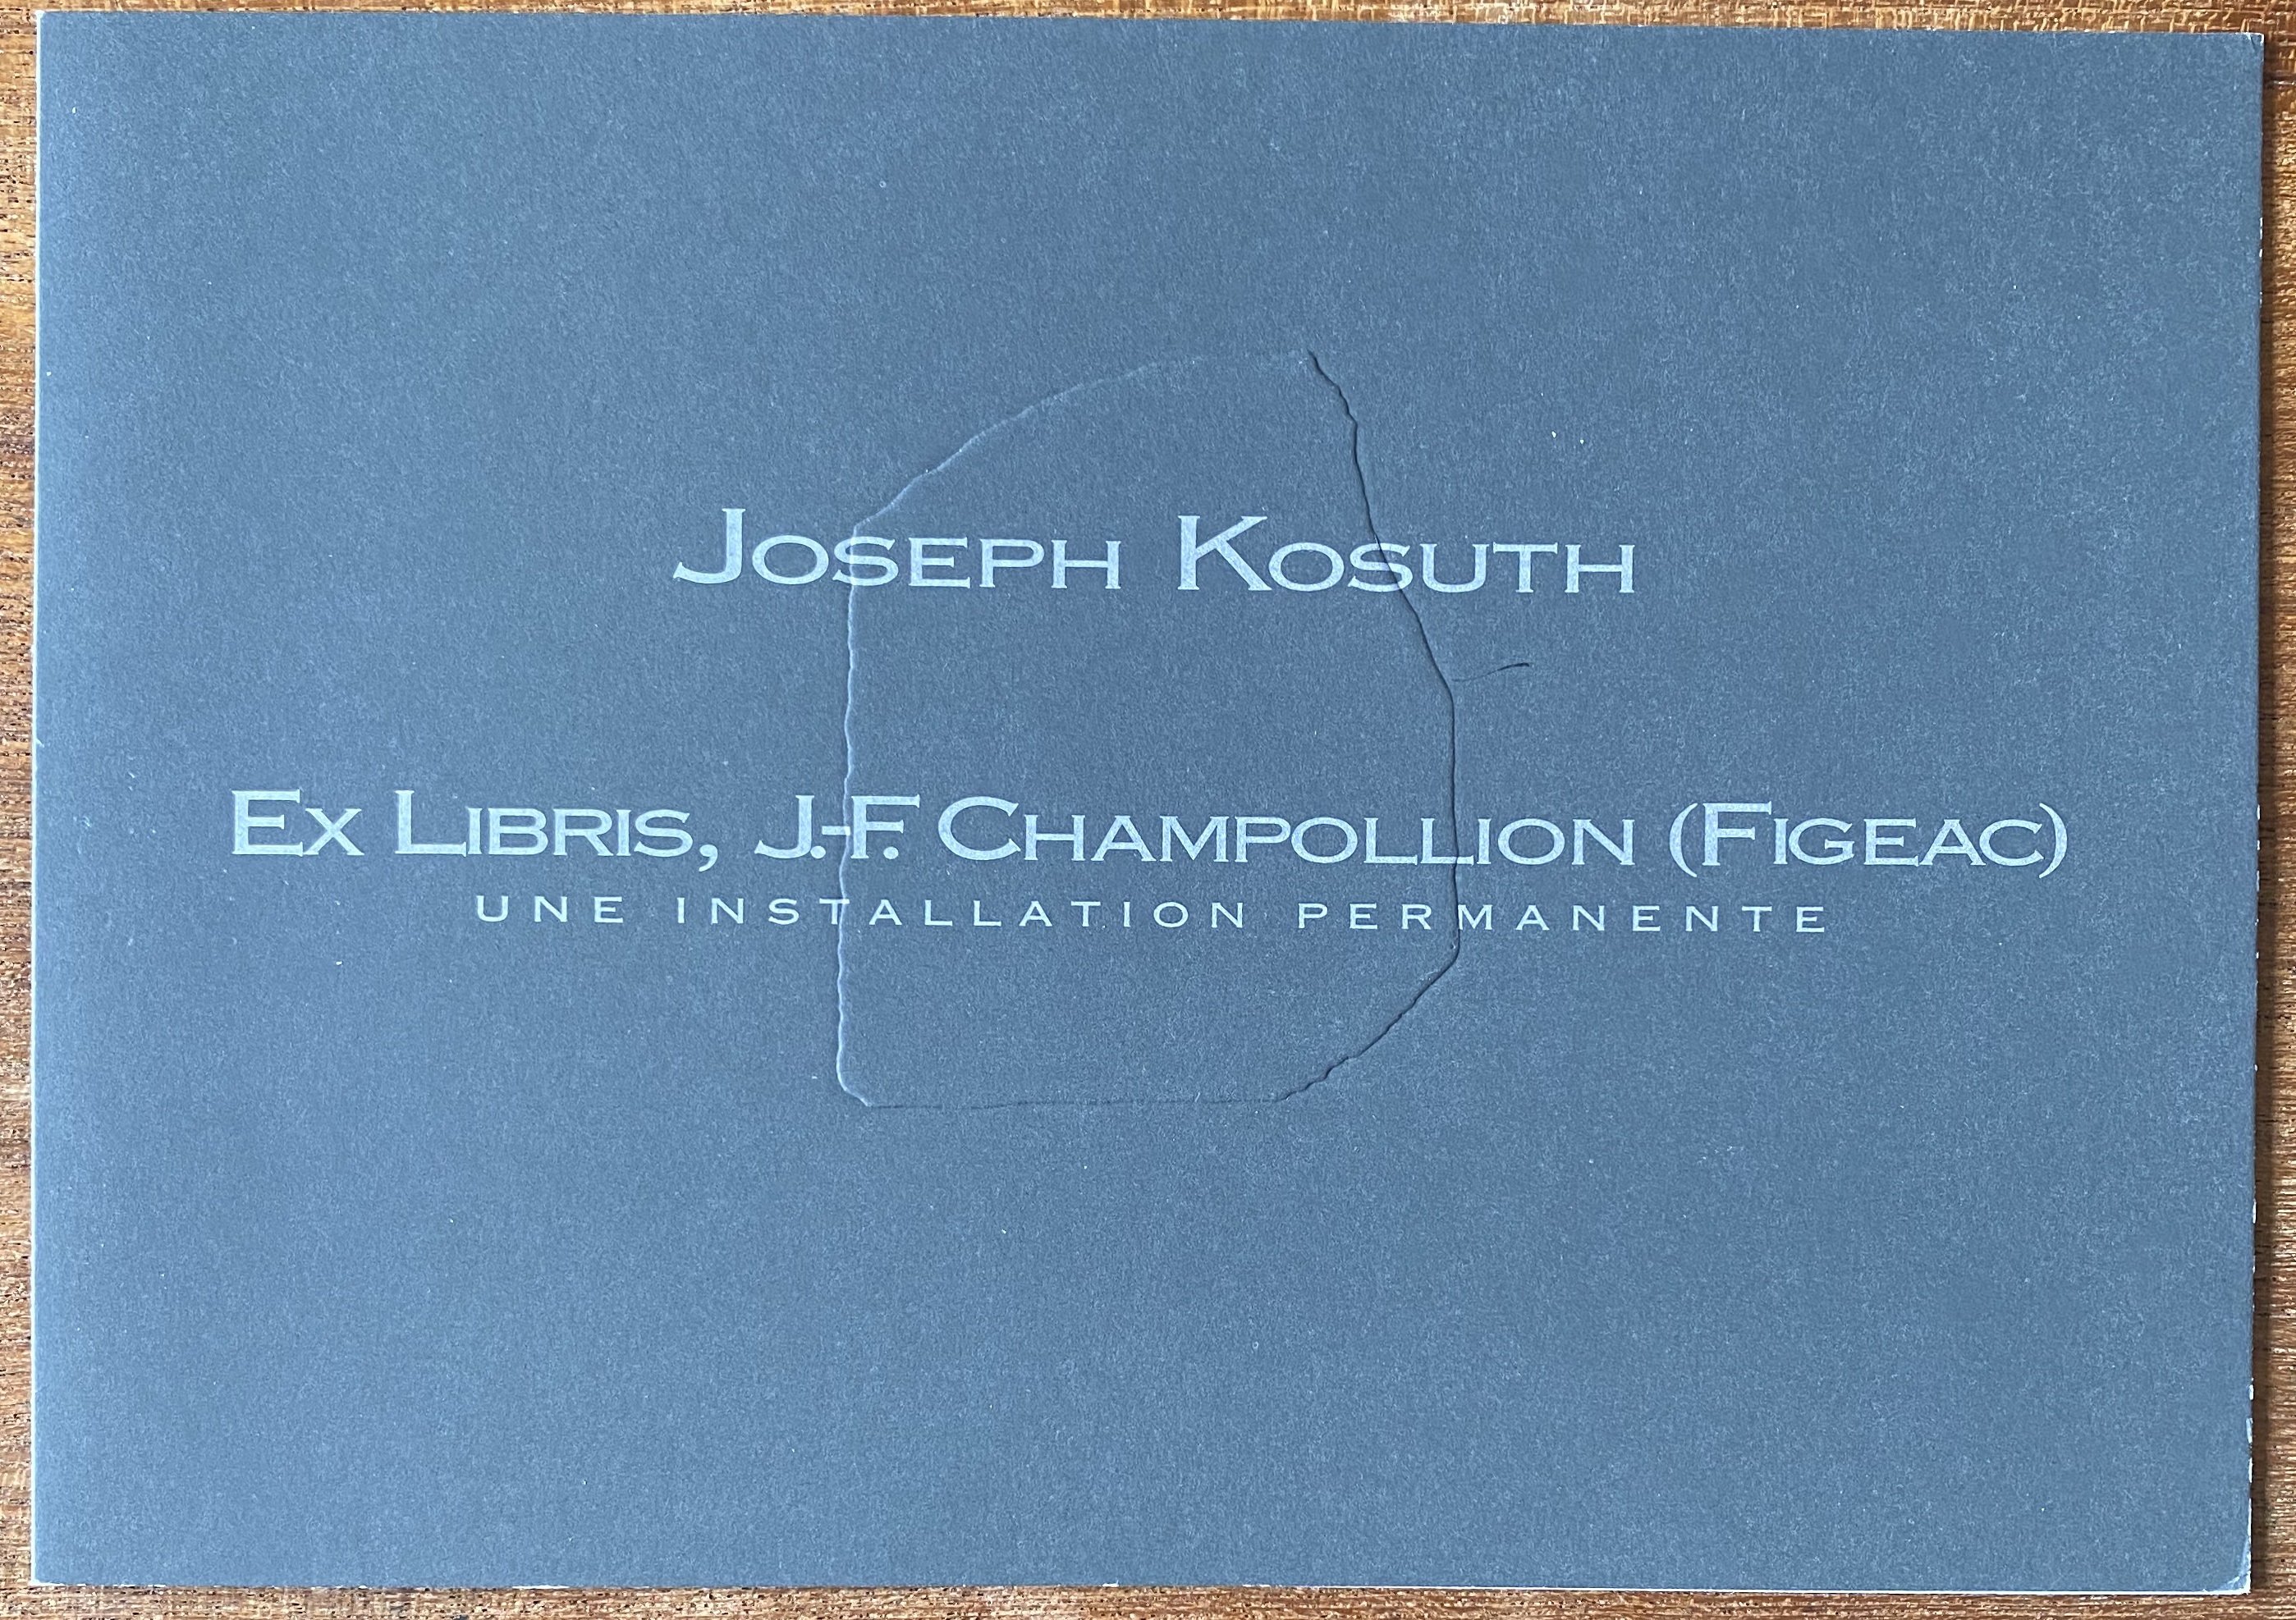 Joseph Kosuth
Ex Libris, J.-F. Champollion (Figeac)
UNE INSTALLATION PERMANENTE